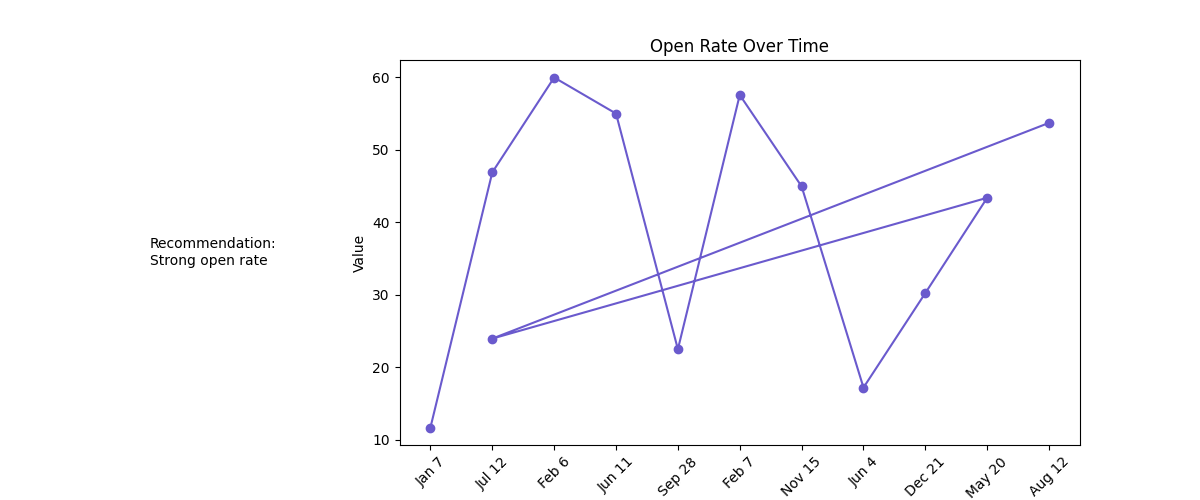 Open Rate Over Time
Recommendation:
Strong open rate
Value
60
50
40
30
20
10
Jan 7
Jul 12
Feb 6
Jun 11
Sep 28
Feb 7
Nov 15
Jun 4
Dec 21
May 20
Aug 12